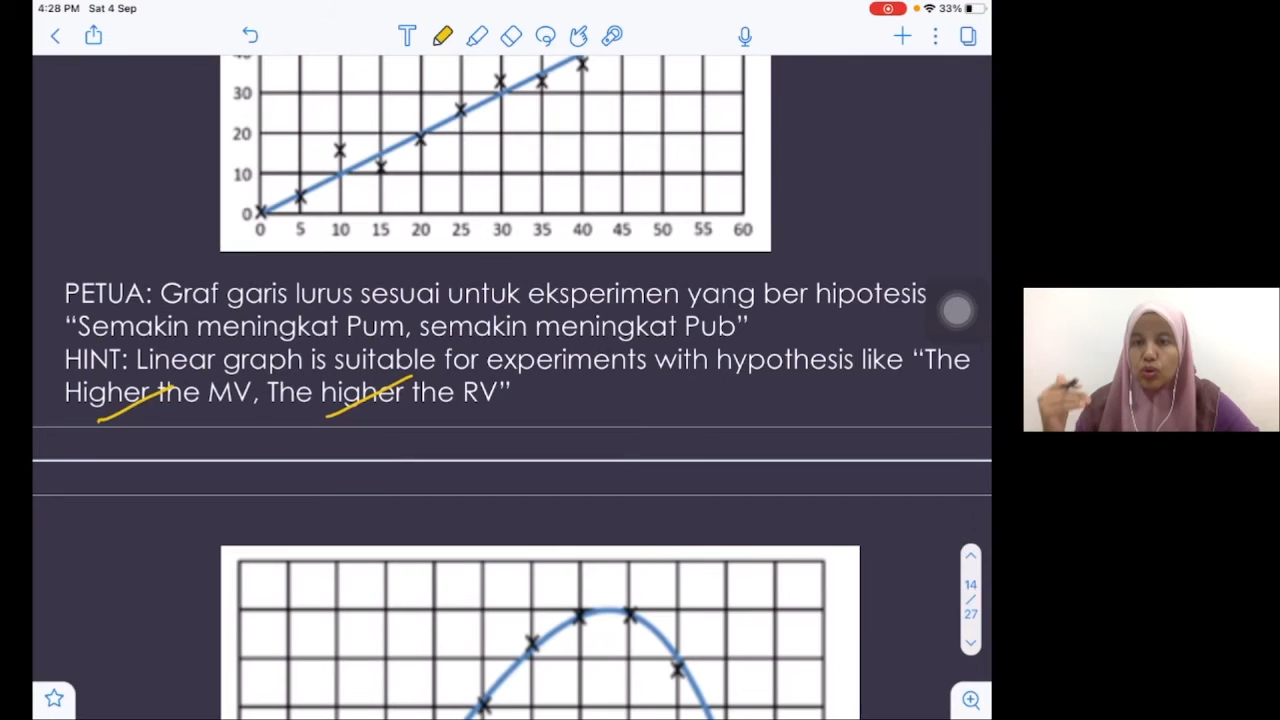 4:28 PM Sat 4 Sep
33%
T
30
20
10
0
0 5 10 15 20 25 30 35 40 45 50 55 60
PETUA: Graf garis lurus sesuai untuk eksperimen yang ber hipotesis
“Semakin meningkat Pum, semakin meningkat Pub”
HINT: Linear graph is suitable for experiments with hypothesis like “The
Higher the MV, The higher the RV”
14
/
27